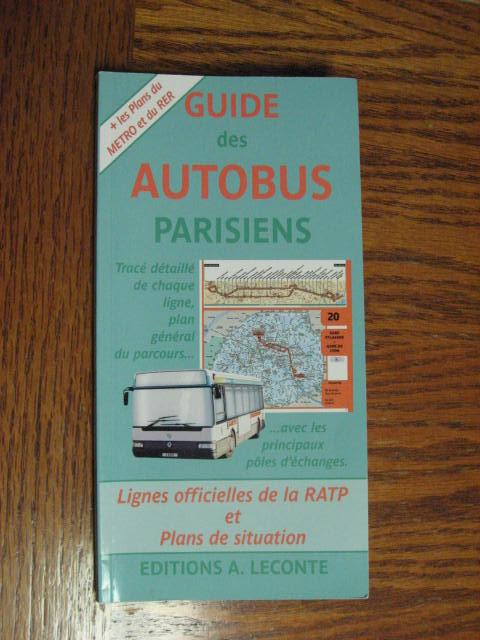 + les Plans du
METRO et du RER
GUIDE
des
AUTOBUS
PARISIENS
Tracé détaillé
de chaque
ligne,
plan
général
du parcours...
20
...avec les
principaux
pôles d'échanges.
Lignes officielles de la RATP
et
Plans de situation
EDITIONS A. LECONTE